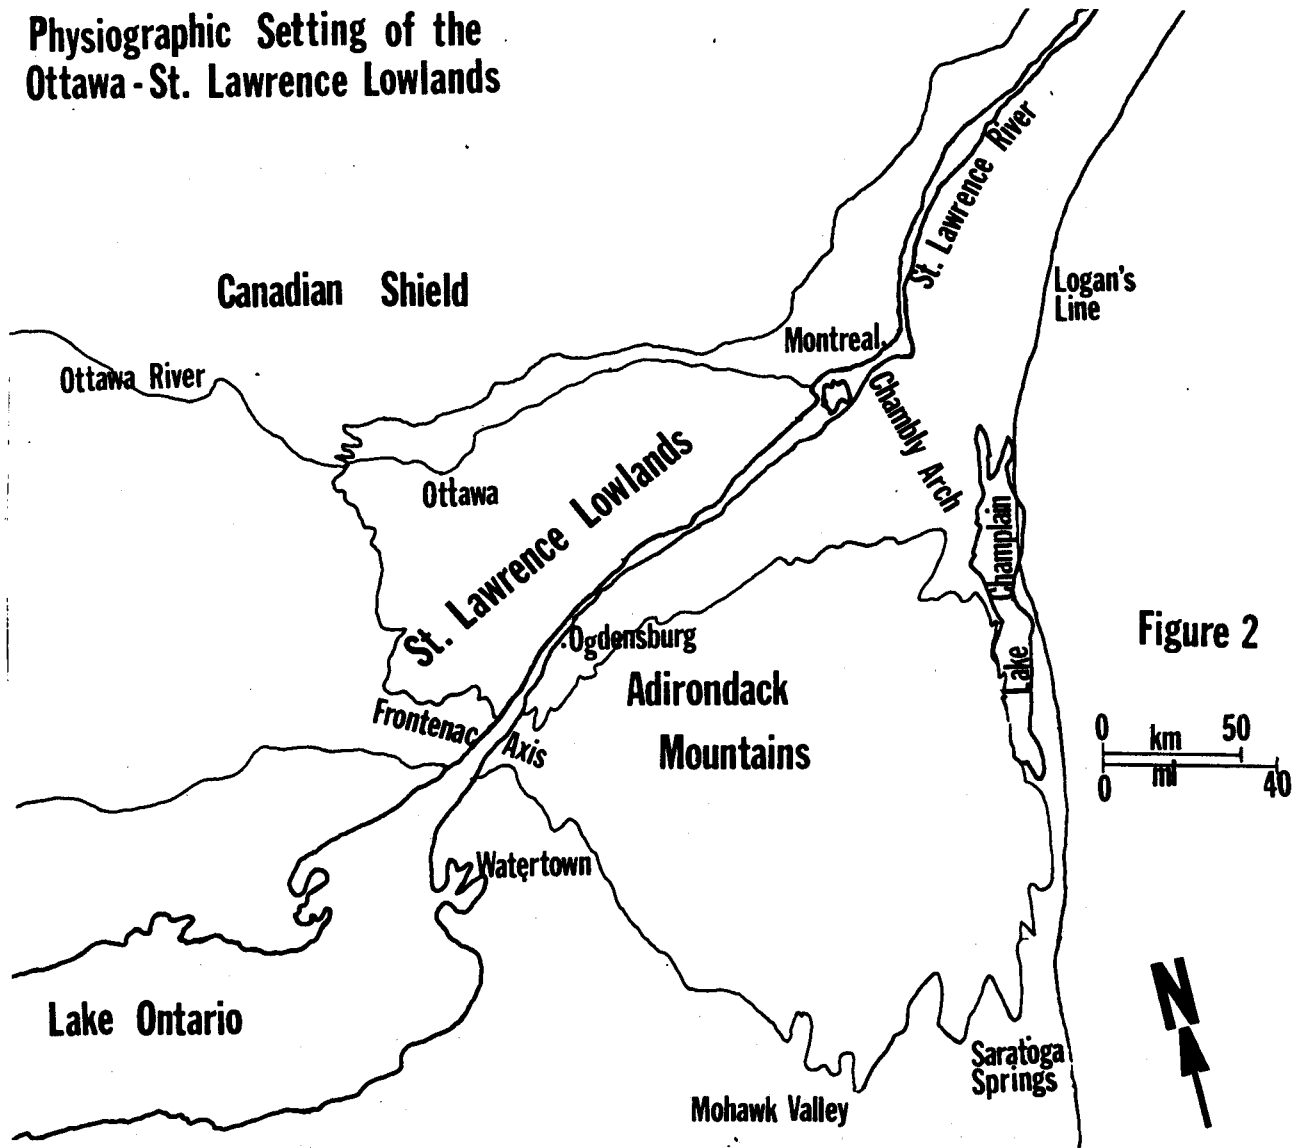 Physiographic Setting of the
Ottawa - St. Lawrence Lowlands
St. Lawrence River
Canadian Shield
Logan's
Line
Montreal
Ottawa River
Chambly Arch
Ottawa
St. Lawrence Lowlands
Lake Champlain
Ogdensburg
Figure 2
Adirondack
Mountains
Frontenac Axis
0 50
km
mi
0 40
Watertown
Lake Ontario
N
Saratoga
Springs
Mohawk Valley